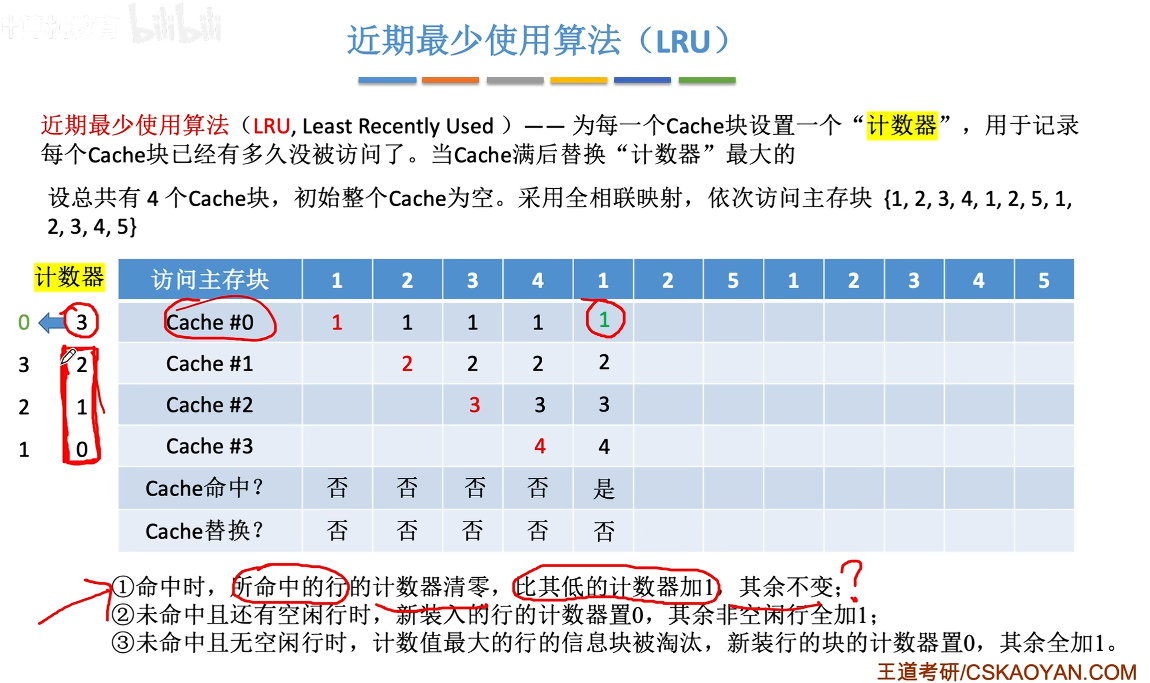 bilibili
近期最少使用算法（LRU）
近期最少使用算法（LRU, Least Recently Used ）—— 为每一个Cache块设置一个“计数器”，用于记录
每个Cache块已经有多久没被访问了。当Cache满后替换“计数器”最大的
设总共有 4 个Cache块，初始整个Cache为空。采用全相联映射，依次访问主存块 {1, 2, 3, 4, 1, 2, 5, 1,
2, 3, 4, 5}
计数器 访问主存块 1 2 3 4 1 2 5 1 2 3 4 5
0 3 Cache #0 1 1 1 1 1
3 2 Cache #1 2 2 2 2
2 1 Cache #2 3 3 3
1 0 Cache #3 4 4
Cache命中？ 否 否 否 否 是
Cache替换？ 否 否 否 否 否
①命中时，所命中的行的计数器清零，比其低的计数器加1，其余不变； ?
②未命中且还有空闲行时，新装入的行的计数器置0，其余非空闲行全加1；
③未命中且无空闲行时，计数值最大的行的信息块被淘汰，新装行的块的计数器置0，其余全加1。
王道考研/CSKAOYAN.COM